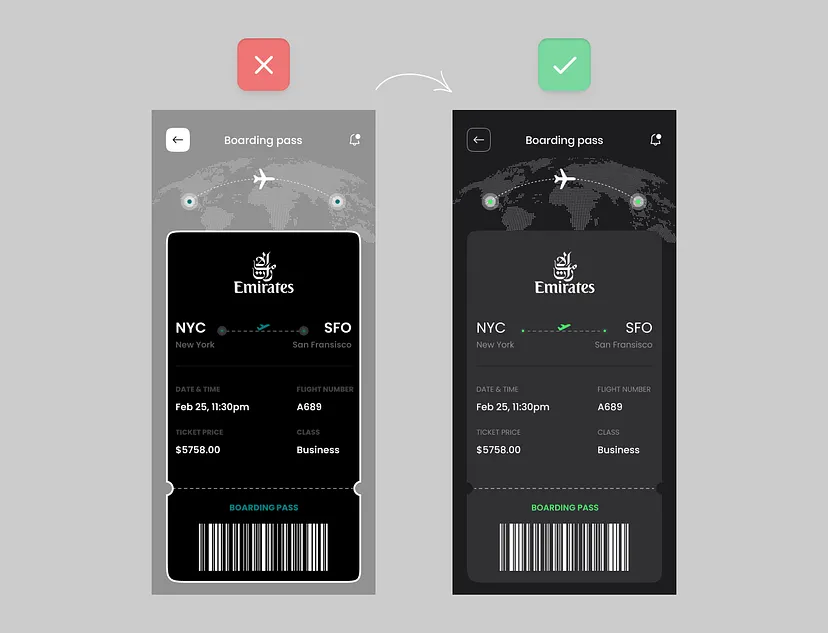 Boarding pass
Emirates
NYC SFO
New York San Fransisco
DATE & TIME FLIGHT NUMBER
Feb 25, 11:30pm A689
TICKET PRICE CLASS
$5758.00 Business
BOARDING PASS
Boarding pass
Emirates
NYC SFO
New York San Fransisco
DATE & TIME FLIGHT NUMBER
Feb 25, 11:30pm A689
TICKET PRICE CLASS
$5758.00 Business
BOARDING PASS